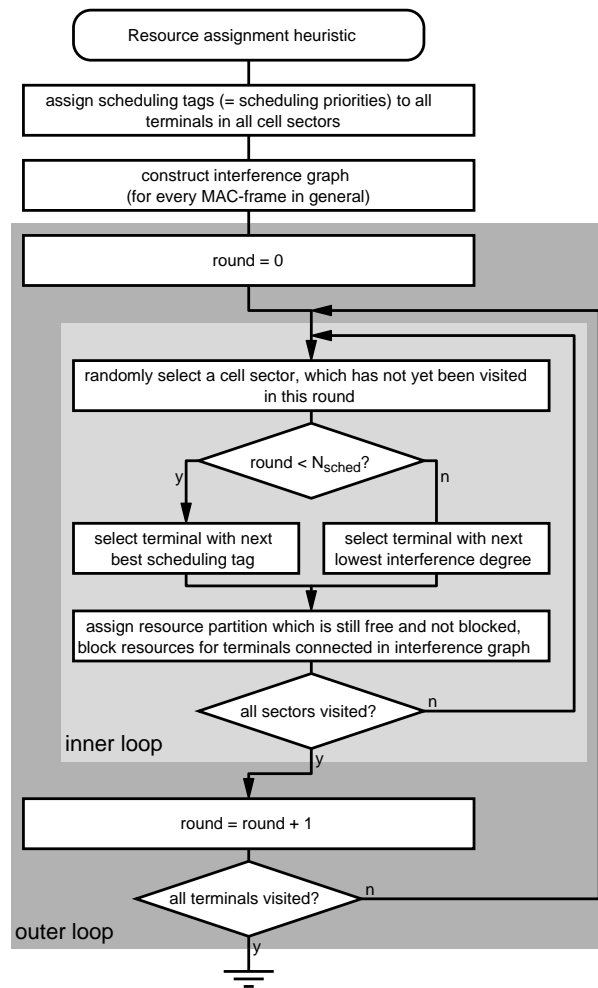 Resource assignment heuristic
assign scheduling tags (= scheduling priorities) to all
terminals in all cell sectors
construct interference graph
(for every MAC-frame in general)
round = 0
randomly select a cell sector, which has not yet been visited
in this round
round < Nsched?
y
n
select terminal with next
best scheduling tag
select terminal with next
lowest interference degree
assign resource partition which is still free and not blocked,
block resources for terminals connected in interference graph
all sectors visited?
n
inner loop
y
round = round + 1
all terminals visited?
n
outer loop
y